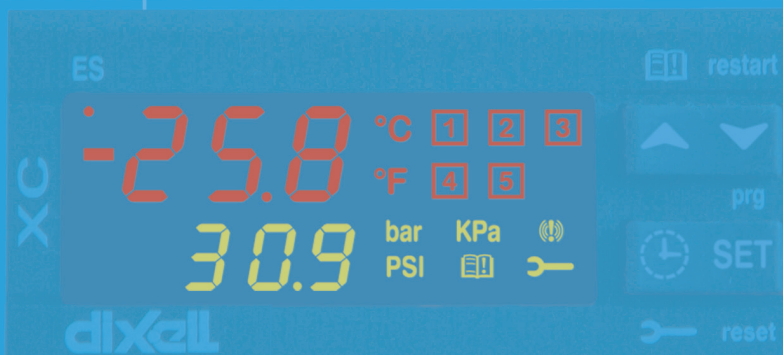 ES
restart
-25.8
°C 1 2 3
°F 4 5
XC
prg
30.9
bar KPa
PSI
SET
dixell
reset